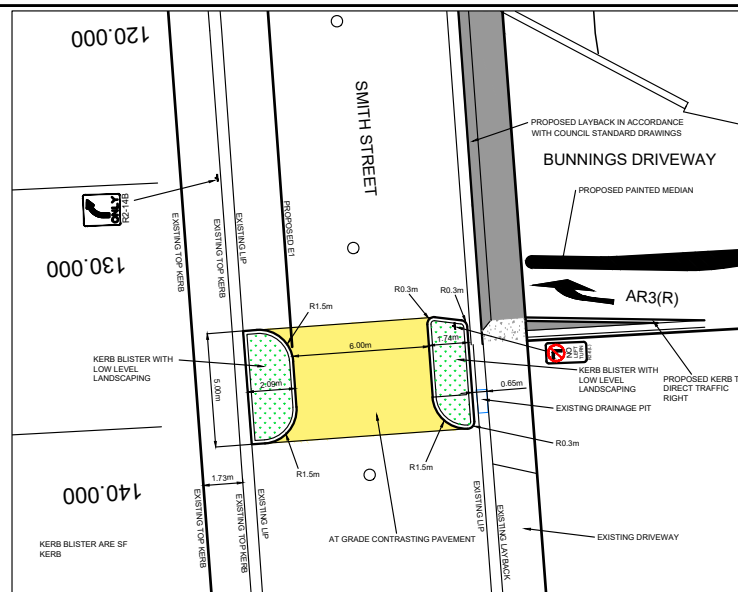 120.000
SMITH STREET
PROPOSED LAYBACK IN ACCORDANCE
WITH COUNCIL STANDARD DRAWINGS
BUNNINGS DRIVEWAY
PROPOSED PAINTED MEDIAN
ONLY
R2-14B
EXISTING TOP KERB
EXISTING TOP KERB
EXISTING LIP
PROPOSED E1
130.000
AR3(R)
R0.3m
R0.3m
R1.5m
KERB BLISTER WITH
LOW LEVEL
LANDSCAPING
5.00m
2.09m
6.00m
1.74m
NO
LEFT
TURN
KERB BLISTER WITH
LOW LEVEL
LANDSCAPING
PROPOSED KERB T
DIRECT TRAFFIC
RIGHT
0.65m
EXISTING DRAINAGE PIT
R0.3m
R1.5m
R1.5m
1.73m
140.000
EXISTING TOP KERB
EXISTING TOP KERB
EXISTING LIP
EXISTING LIP
EXISTING LAYBACK
AT GRADE CONTRASTING PAVEMENT
EXISTING DRIVEWAY
KERB BLISTER ARE SF
KERB